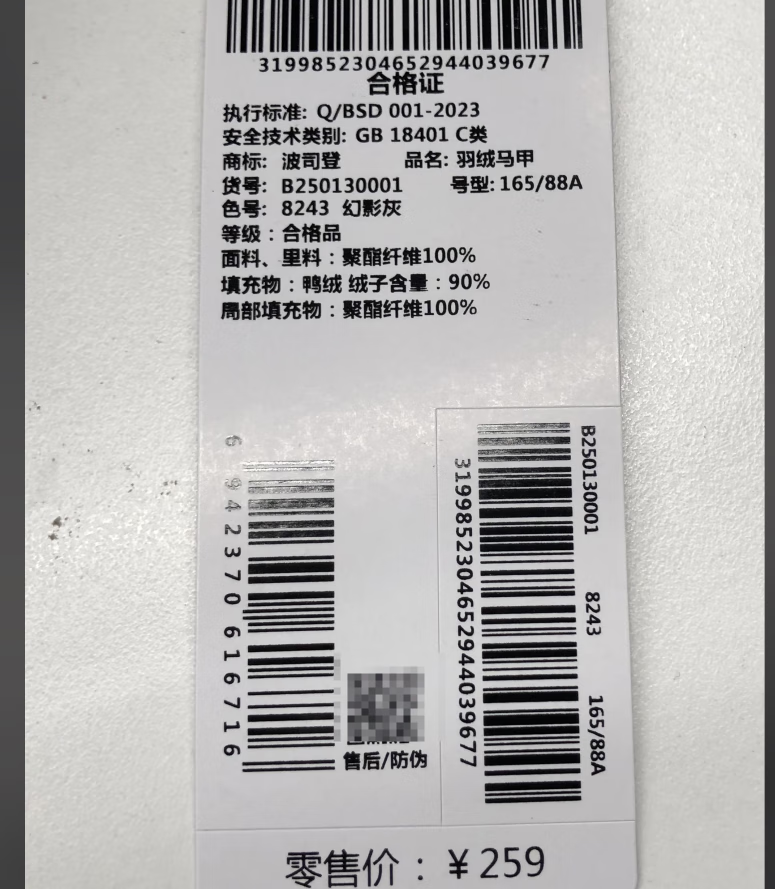 3199852304652944039677
合格证
执行标准: Q/BSD 001-2023
安全技术类别: GB 18401 C类
商标: 波司登 品名: 羽绒马甲
货号: B250130001 号型: 165/88A
色号: 8243 幻影灰
等级：合格品
面料、里料：聚酯纤维100%
填充物：鸭绒 绒子含量：90%
局部填充物：聚酯纤维100%
6 942370 616716
售后/防伪
3199852304652944039677
B250130001 8243 165/88A
零售价：￥259